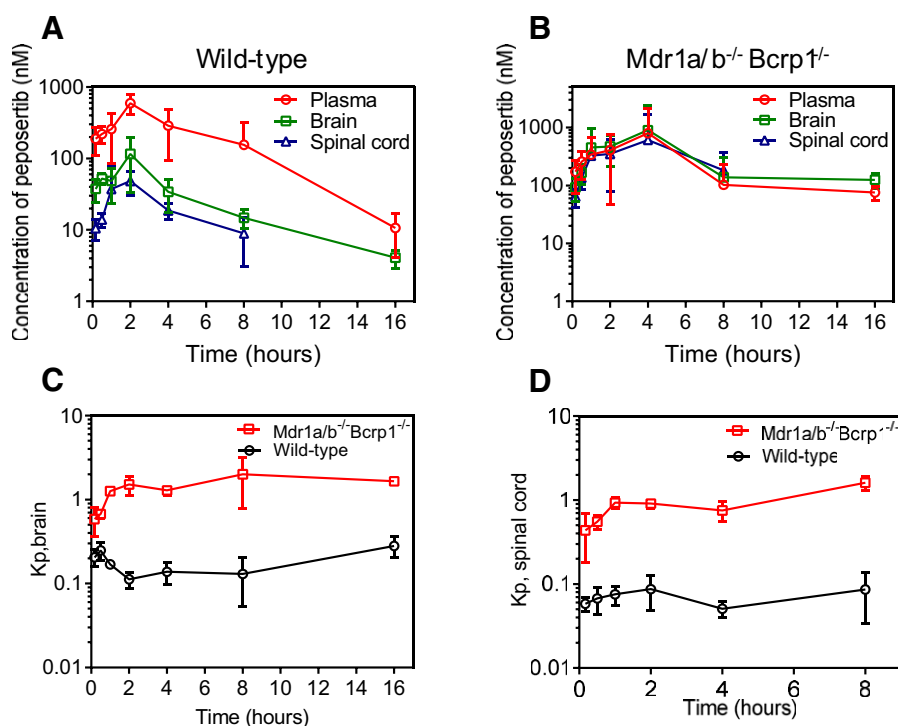 A
Wild-type
Concentration of peposertib (nM)
1000
100
10
1
Plasma
Brain
Spinal cord
0 2 4 6 8 10 12 14 16
Time (hours)
B
Mdr1a/b-/- Bcrp1-/-
Concentration of peposertib (nM)
1000
100
10
1
Plasma
Brain
Spinal cord
0 2 4 6 8 10 12 14 16
Time (hours)
C
Kp,brain
10
1
0.1
0.01
Mdr1a/b-/-Bcrp1-/-
Wild-type
0 2 4 6 8 10 12 14 16
Time (hours)
D
Kp, spinal cord
10
1
0.1
0.01
Mdr1a/b-/-Bcrp1-/-
Wild-type
0 2 4 6 8
Time (hours)